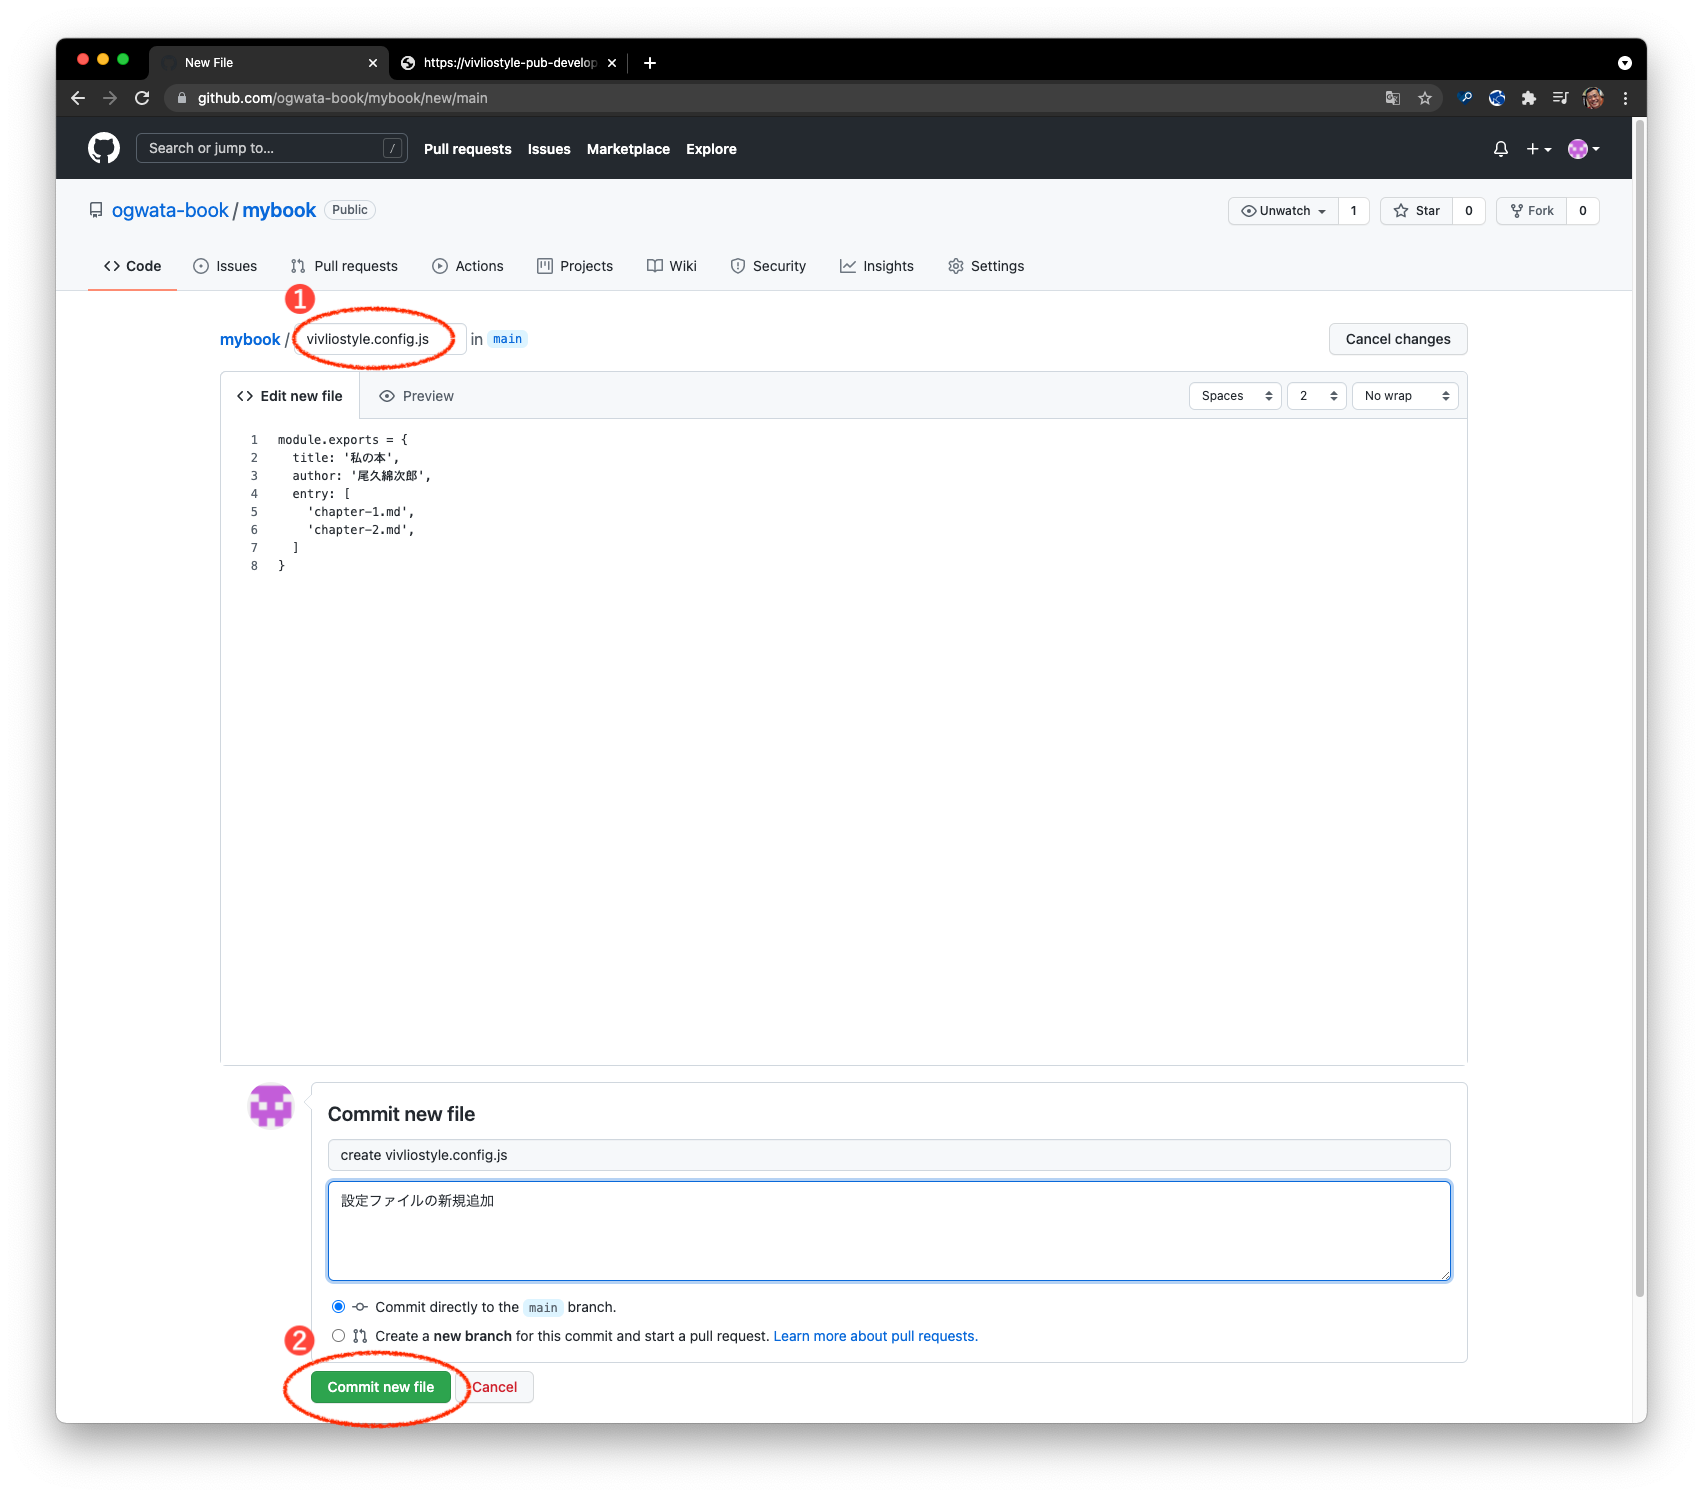 New File
https://vivliostyle-pub-develop
github.com/ogwata-book/mybook/new/main
Search or jump to... /
Pull requests Issues Marketplace Explore
ogwata-book / mybook Public
Unwatch 1 Star 0 Fork 0
Code Issues Pull requests Actions Projects Wiki Security Insights Settings
1
mybook / vivliostyle.config.js in main
Cancel changes
Edit new file Preview
Spaces 2 No wrap
1 module.exports = {
2   title: '私の本',
3   author: '尾久綿次郎',
4   entry: [
5     'chapter-1.md',
6     'chapter-2.md',
7   ]
8 }
Commit new file
create vivliostyle.config.js
設定ファイルの新規追加
Commit directly to the main branch.
Create a new branch for this commit and start a pull request. Learn more about pull requests.
2
Commit new file Cancel